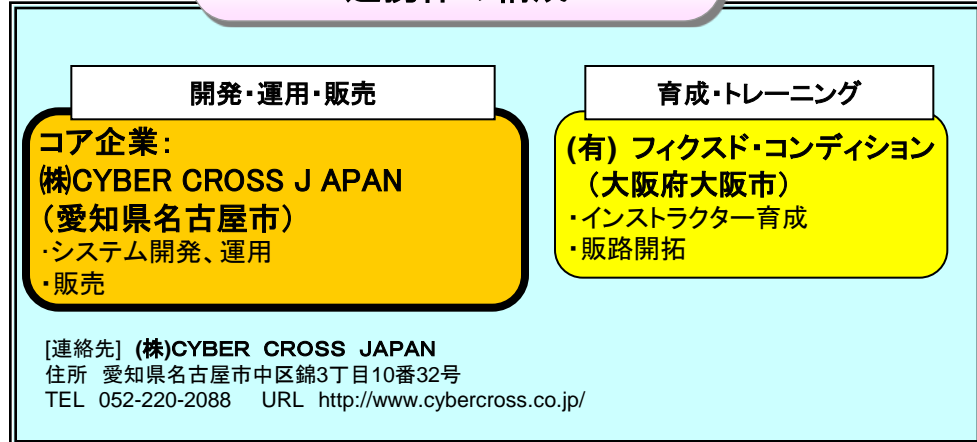 連携体の構成
開発・運用・販売
コア企業：
㈱CYBER CROSS J APAN
（愛知県名古屋市）
・システム開発、運用
・販売
育成・トレーニング
(有) フィクスド・コンディション
（大阪府大阪市）
・インストラクター育成
・販路開拓
[連絡先] (株)CYBER CROSS JAPAN
住所 愛知県名古屋市中区錦3丁目10番32号
TEL 052-220-2088 URL http://www.cybercross.co.jp/